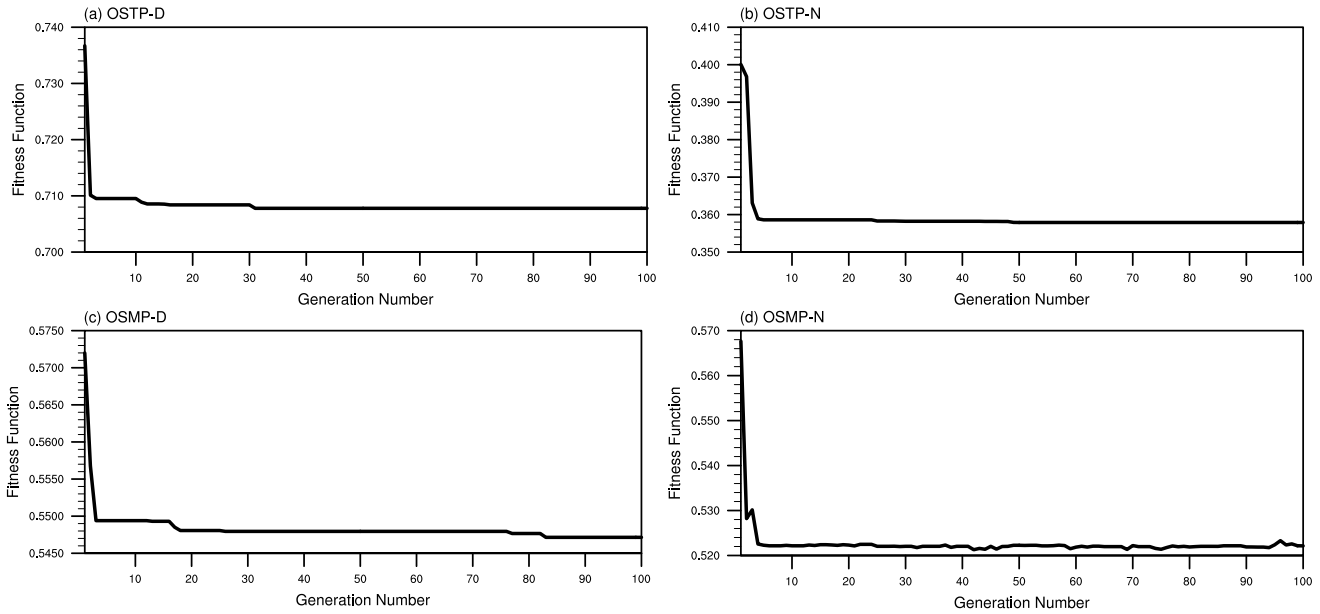 (a) OSTP-D
0.740
0.730
0.720
0.710
0.700
Fitness Function
10 20 30 40 50 60 70 80 90 100
Generation Number
(b) OSTP-N
0.410
0.400
0.390
0.380
0.370
0.360
0.350
Fitness Function
10 20 30 40 50 60 70 80 90 100
Generation Number
(c) OSMP-D
0.5750
0.5700
0.5650
0.5600
0.5550
0.5500
0.5450
Fitness Function
10 20 30 40 50 60 70 80 90 100
Generation Number
(d) OSMP-N
0.570
0.560
0.550
0.540
0.530
0.520
Fitness Function
10 20 30 40 50 60 70 80 90 100
Generation Number